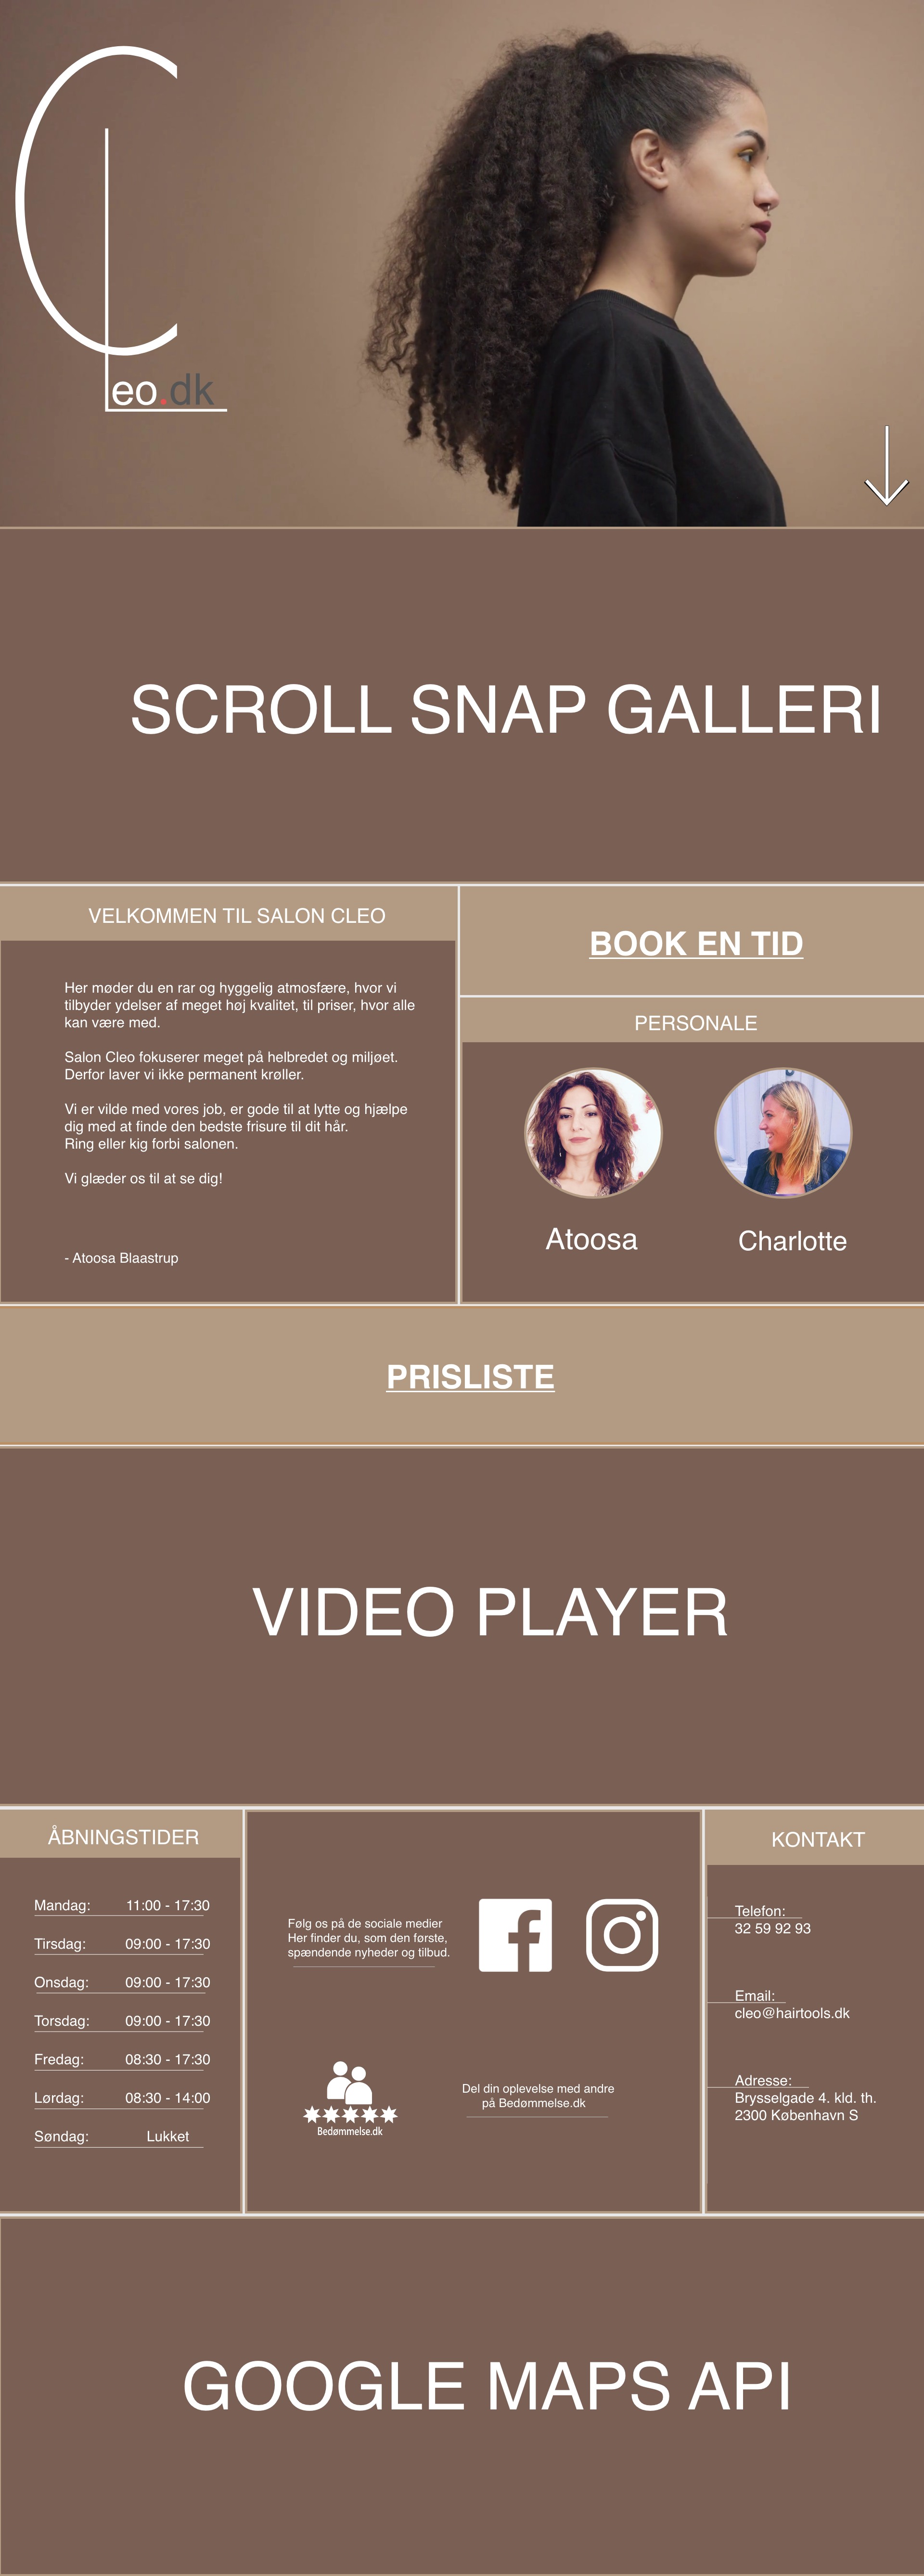 Cleo.dk
SCROLL SNAP GALLERI
VELKOMMEN TIL SALON CLEO
Her møder du en rar og hyggelig atmosfære, hvor vi
tilbyder ydelser af meget høj kvalitet, til priser, hvor alle
kan være med.
Salon Cleo fokuserer meget på helbredet og miljøet.
Derfor laver vi ikke permanent krøller.
Vi er vilde med vores job, er gode til at lytte og hjælpe
dig med at finde den bedste frisure til dit hår.
Ring eller kig forbi salonen.
Vi glæder os til at se dig!
- Atoosa Blaastrup
BOOK EN TID
PERSONALE
Atoosa
Charlotte
PRISLISTE
VIDEO PLAYER
ÅBNINGSTIDER
Mandag: 11:00 - 17:30
Tirsdag: 09:00 - 17:30
Onsdag: 09:00 - 17:30
Torsdag: 09:00 - 17:30
Fredag: 08:30 - 17:30
Lørdag: 08:30 - 14:00
Søndag: Lukket
Følg os på de sociale medier
Her finder du, som den første,
spændende nyheder og tilbud.
Bedømmelse.dk
Del din oplevelse med andre
på Bedømmelse.dk
KONTAKT
Telefon:
32 59 92 93
Email:
cleo@hairtools.dk
Adresse:
Brysselgade 4. kld. th.
2300 København S
GOOGLE MAPS API